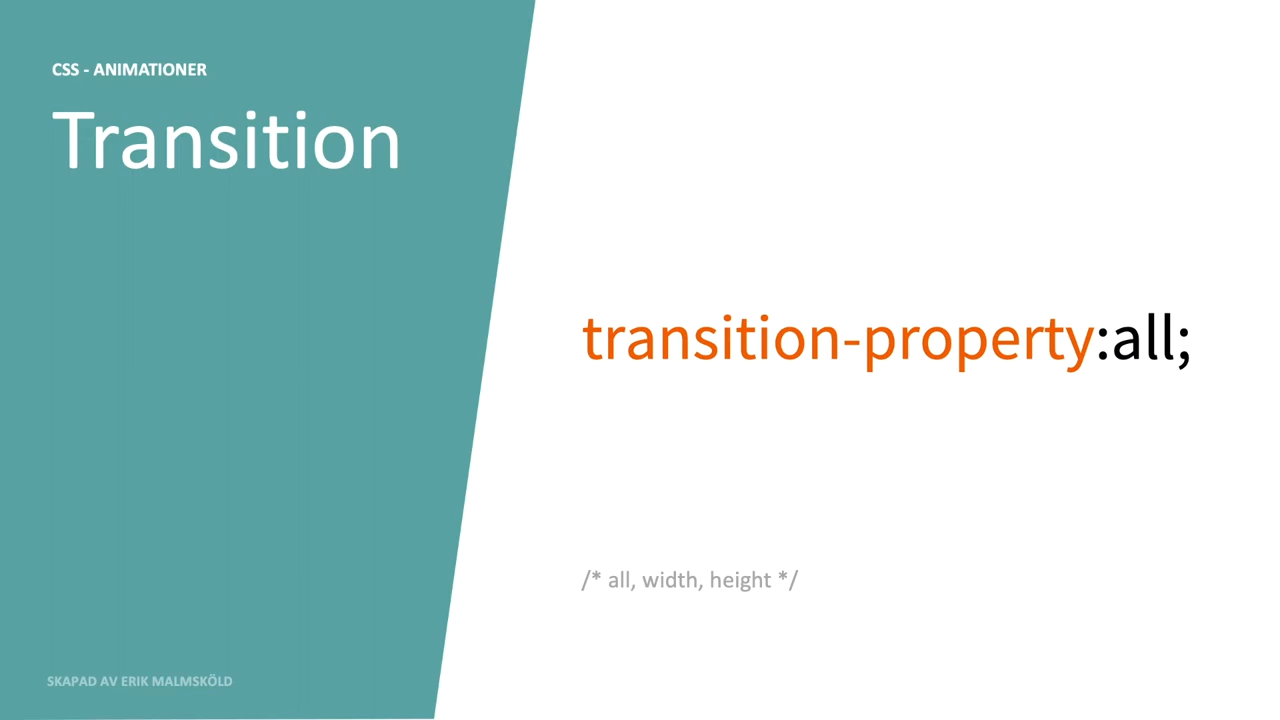 CSS - ANIMATIONER
Transition
transition-property:all;
/* all, width, height */
SKAPAD AV ERIK MALMSKÖLD